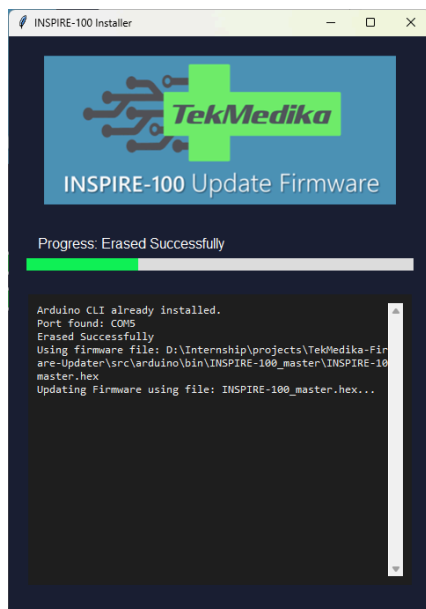 INSPIRE-100 Installer
TekMedika
INSPIRE-100 Update Firmware
Progress: Erased Successfully
Arduino CLI already installed.
Port found: COM5
Erased Successfully
Using firmware file: D:\Internship\projects\TekMedika-Fir
are-Updater\src\arduino\bin\INSPIRE-100_master\INSPIRE-10
master.hex
Updating Firmware using file: INSPIRE-100_master.hex...